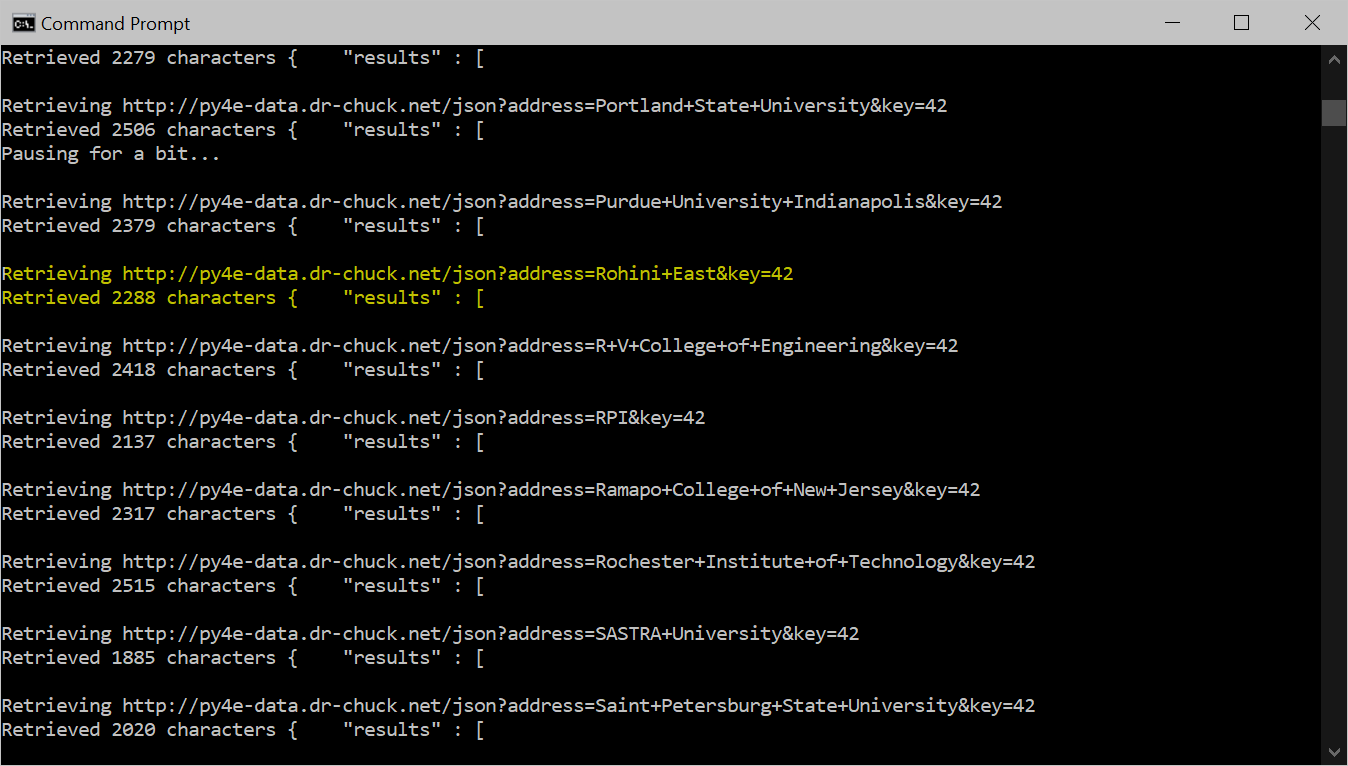 Command Prompt
Retrieved 2279 characters {    "results" : [
Retrieving http://py4e-data.dr-chuck.net/json?address=Portland+State+University&key=42
Retrieved 2506 characters {    "results" : [
Pausing for a bit...
Retrieving http://py4e-data.dr-chuck.net/json?address=Purdue+University+Indianapolis&key=42
Retrieved 2379 characters {    "results" : [
Retrieving http://py4e-data.dr-chuck.net/json?address=Rohini+East&key=42
Retrieved 2288 characters {    "results" : [
Retrieving http://py4e-data.dr-chuck.net/json?address=R+V+College+of+Engineering&key=42
Retrieved 2418 characters {    "results" : [
Retrieving http://py4e-data.dr-chuck.net/json?address=RPI&key=42
Retrieved 2137 characters {    "results" : [
Retrieving http://py4e-data.dr-chuck.net/json?address=Ramapo+College+of+New+Jersey&key=42
Retrieved 2317 characters {    "results" : [
Retrieving http://py4e-data.dr-chuck.net/json?address=Rochester+Institute+of+Technology&key=42
Retrieved 2515 characters {    "results" : [
Retrieving http://py4e-data.dr-chuck.net/json?address=SASTRA+University&key=42
Retrieved 1885 characters {    "results" : [
Retrieving http://py4e-data.dr-chuck.net/json?address=Saint+Petersburg+State+University&key=42
Retrieved 2020 characters {    "results" : [